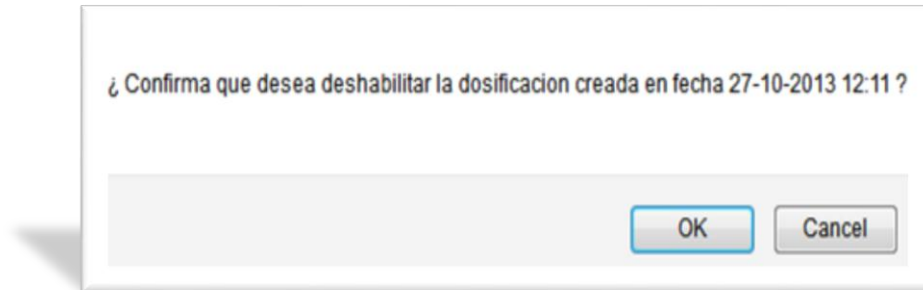 ¿ Confirma que desea deshabilitar la dosificacion creada en fecha 27-10-2013 12:11 ?
OK
Cancel